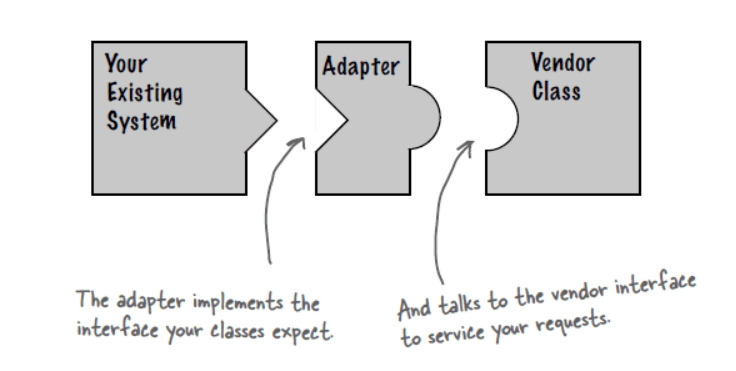 Your
Existing
System
Adapter
Vendor
Class
The adapter implements the
interface your classes expect.
And talks to the vendor interface
to service your requests.